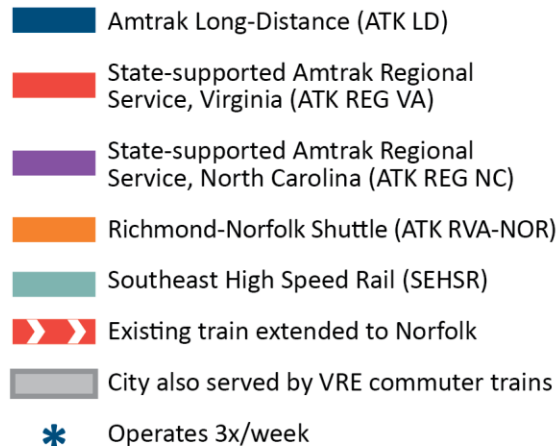 Amtrak Long-Distance (ATK LD)
State-supported Amtrak Regional
Service, Virginia (ATK REG VA)
State-supported Amtrak Regional
Service, North Carolina (ATK REG NC)
Richmond-Norfolk Shuttle (ATK RVA-NOR)
Southeast High Speed Rail (SEHSR)
Existing train extended to Norfolk
City also served by VRE commuter trains
* Operates 3x/week